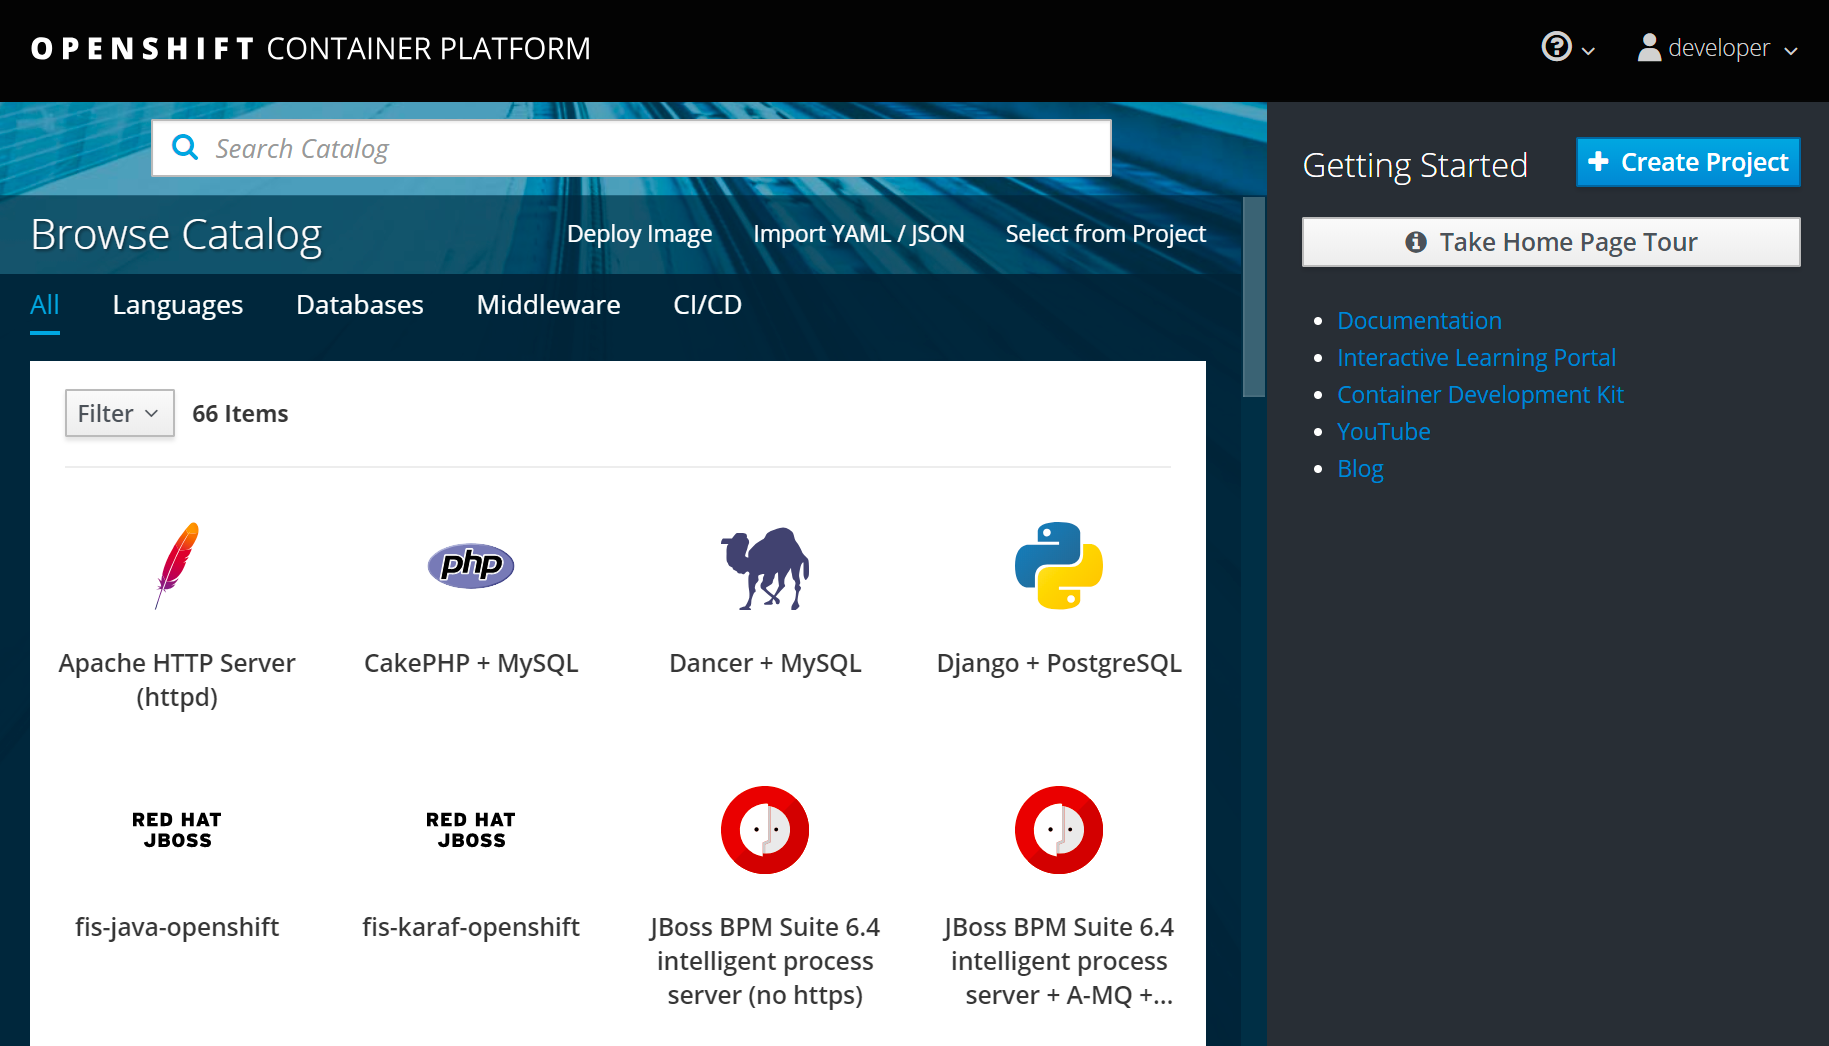 OPENSHIFT CONTAINER PLATFORM
developer
Search Catalog
Getting Started
Create Project
Browse Catalog
Deploy Image
Import YAML / JSON
Select from Project
Take Home Page Tour
All
Languages
Databases
Middleware
CI/CD
Documentation
Interactive Learning Portal
Container Development Kit
YouTube
Blog
Filter
66 Items
php
Apache HTTP Server
(httpd)
CakePHP + MySQL
Dancer + MySQL
Django + PostgreSQL
RED HAT
JBOSS
RED HAT
JBOSS
fis-java-openshift
fis-karaf-openshift
JBoss BPM Suite 6.4
intelligent process
server (no https)
JBoss BPM Suite 6.4
intelligent process
server + A-MQ +...